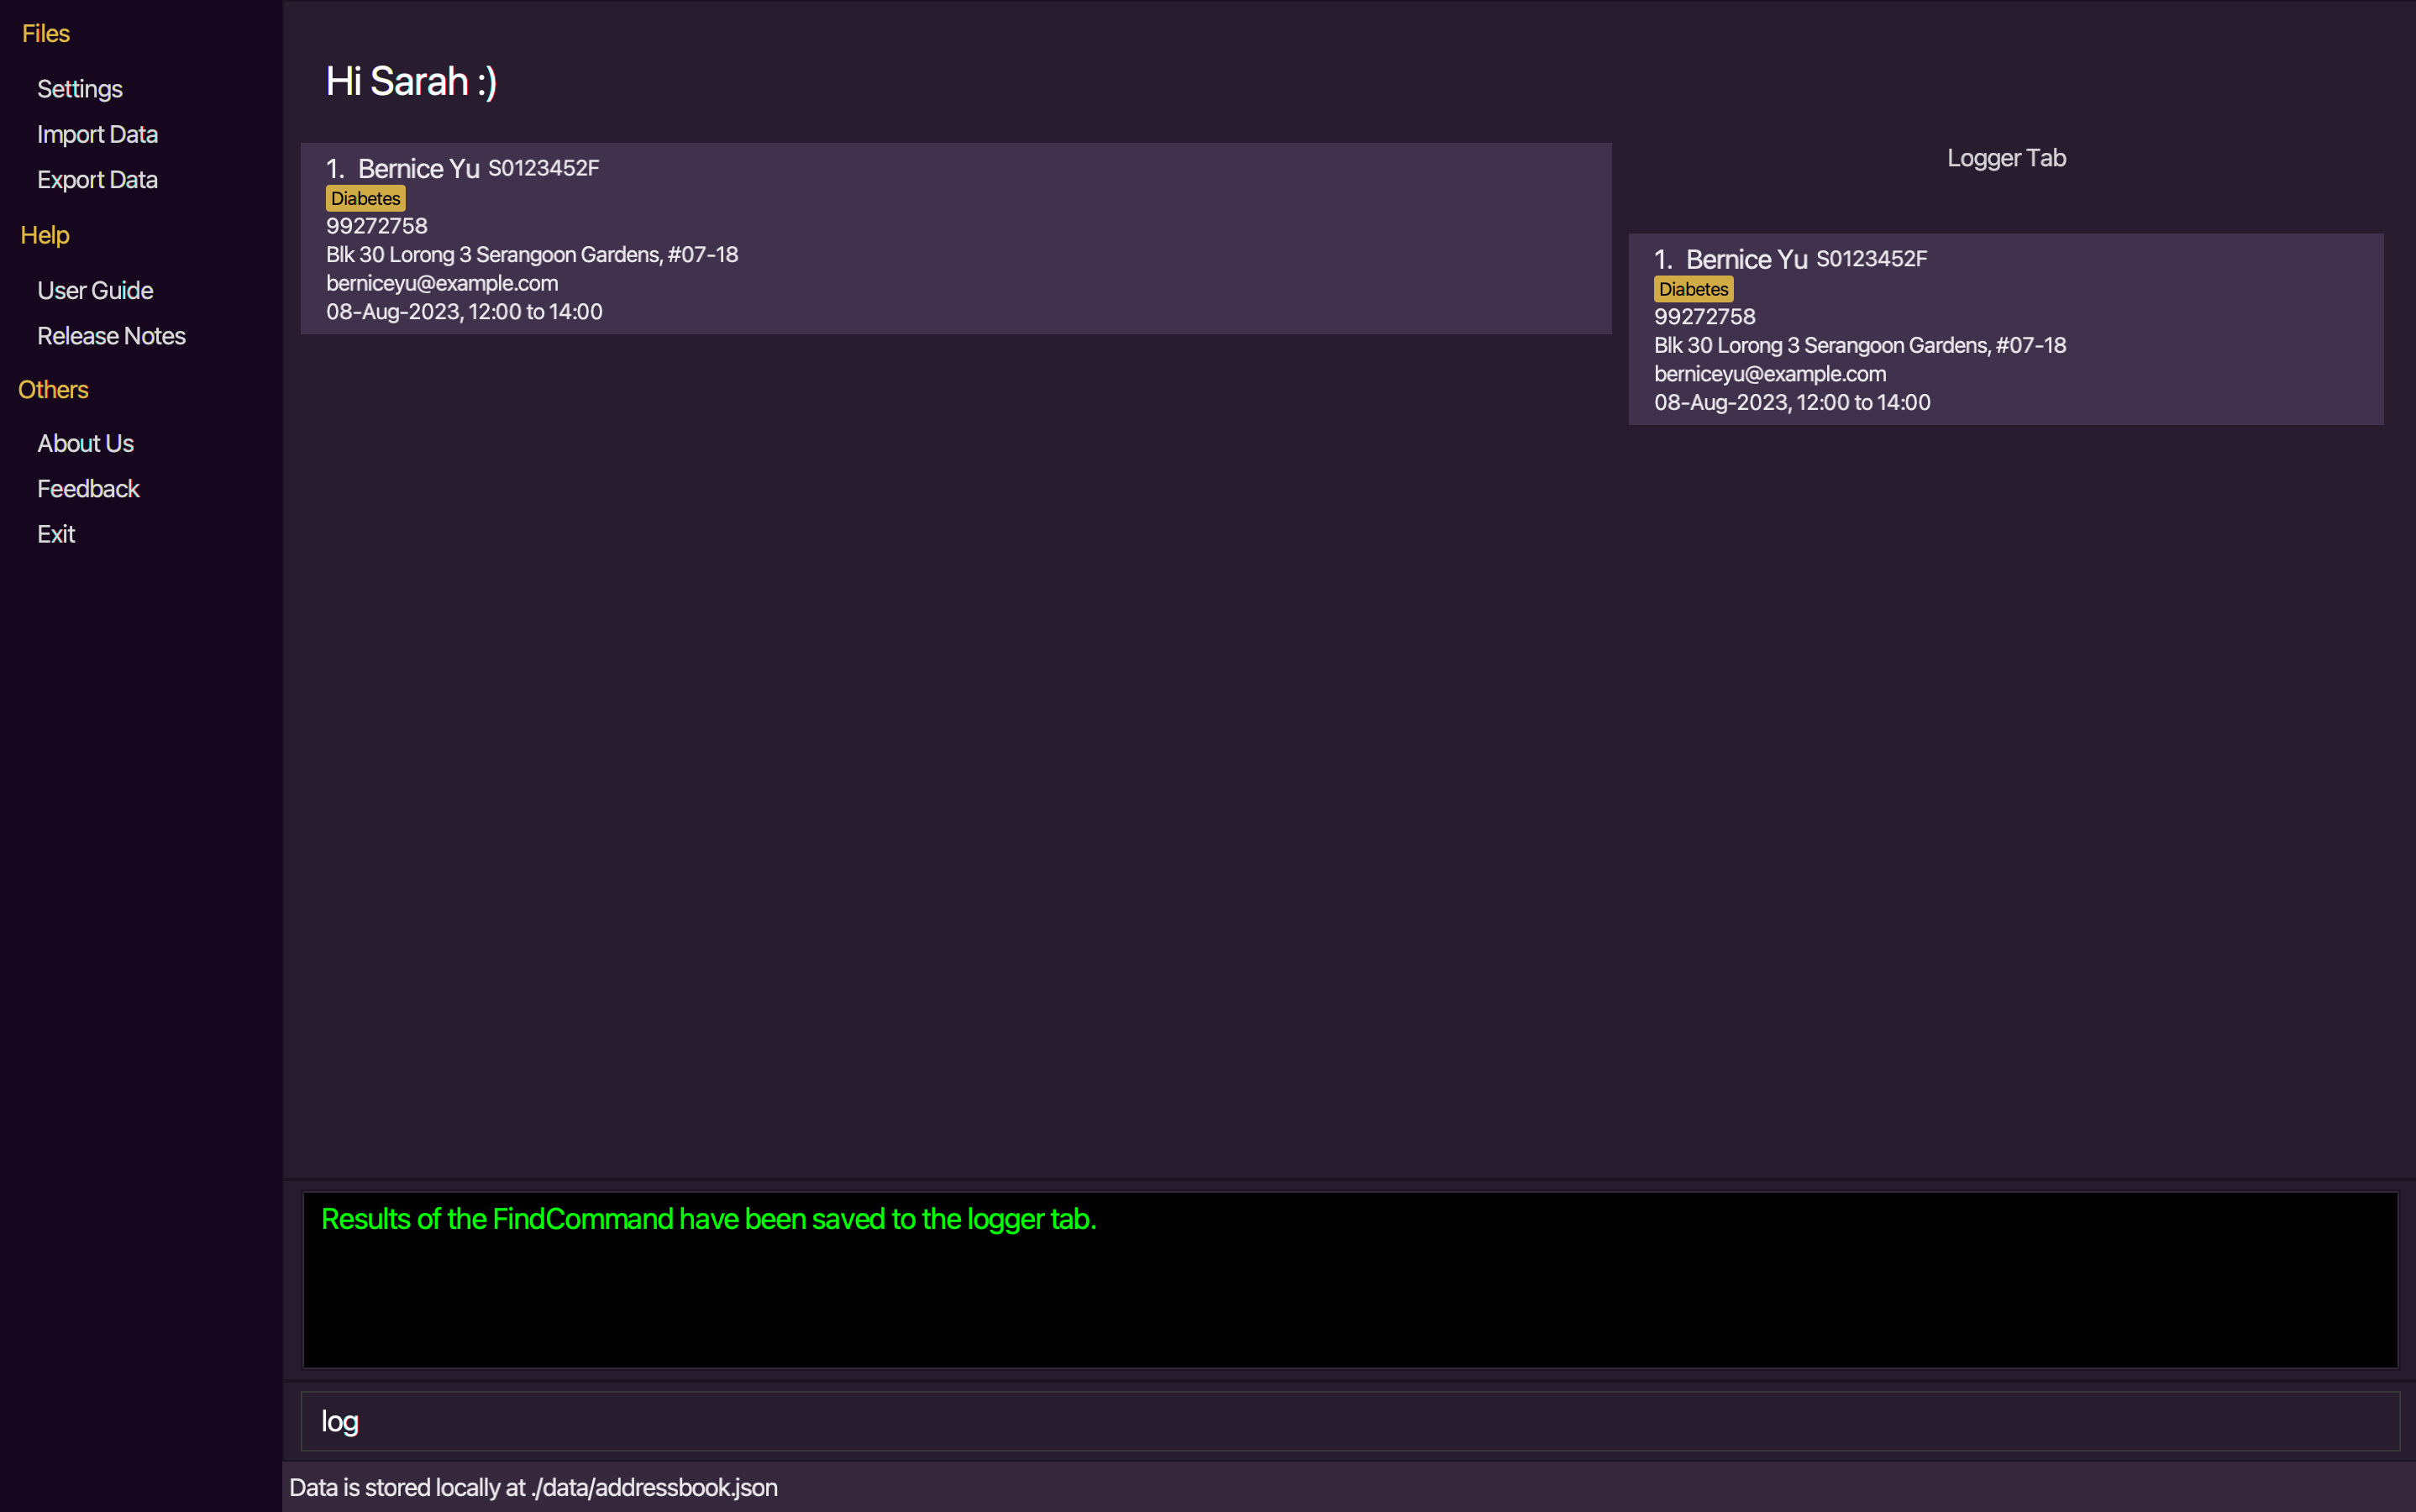 Files
Settings
Import Data
Export Data
Help
User Guide
Release Notes
Others
About Us
Feedback
Exit
Hi Sarah :)
1. Bernice Yu S0123452F
Diabetes
99272758
Blk 30 Lorong 3 Serangoon Gardens, #07-18
berniceyu@example.com
08-Aug-2023, 12:00 to 14:00
Logger Tab
1. Bernice Yu S0123452F
Diabetes
99272758
Blk 30 Lorong 3 Serangoon Gardens, #07-18
berniceyu@example.com
08-Aug-2023, 12:00 to 14:00
Results of the FindCommand have been saved to the logger tab.
log
Data is stored locally at ./data/addressbook.json